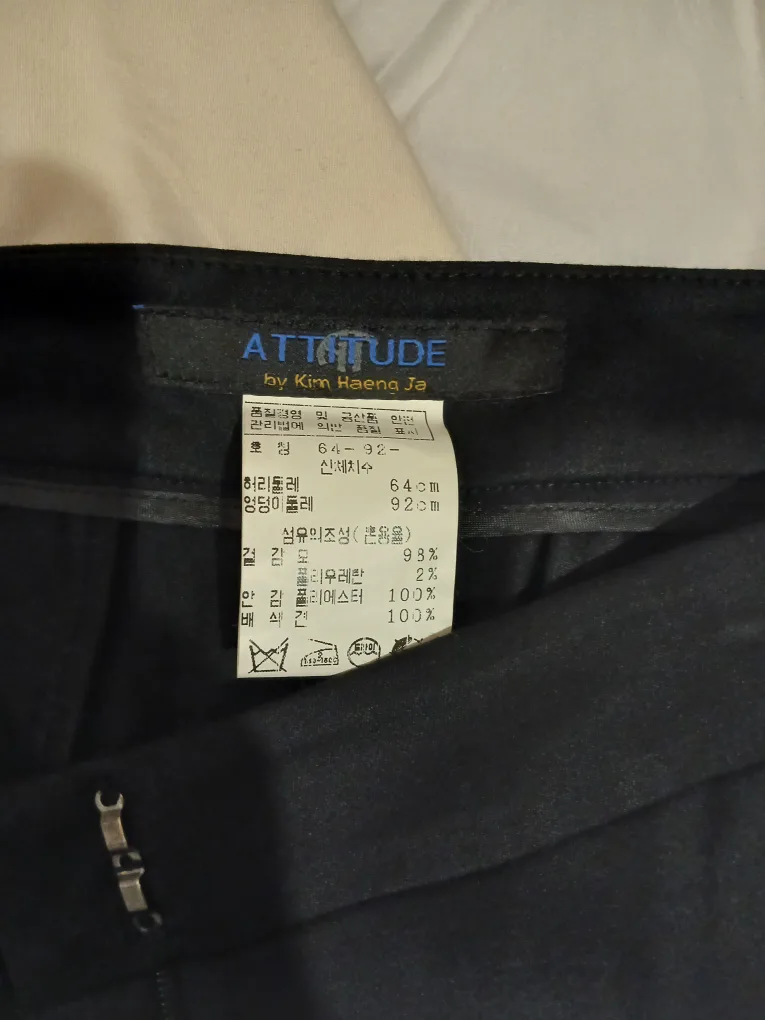 ATTITUDE
by Kim Haeng Ja
품질경영 및 공산품 안전
관리법에 의한 품질 표시
호 칭 64-92-
신체치수
허리둘레 64cm
엉덩이둘레 92cm
섬유의조성(혼용율)
겉 감 모 98%
폴리우레탄 2%
안 감 폴리에스터 100%
배 색 견 100%